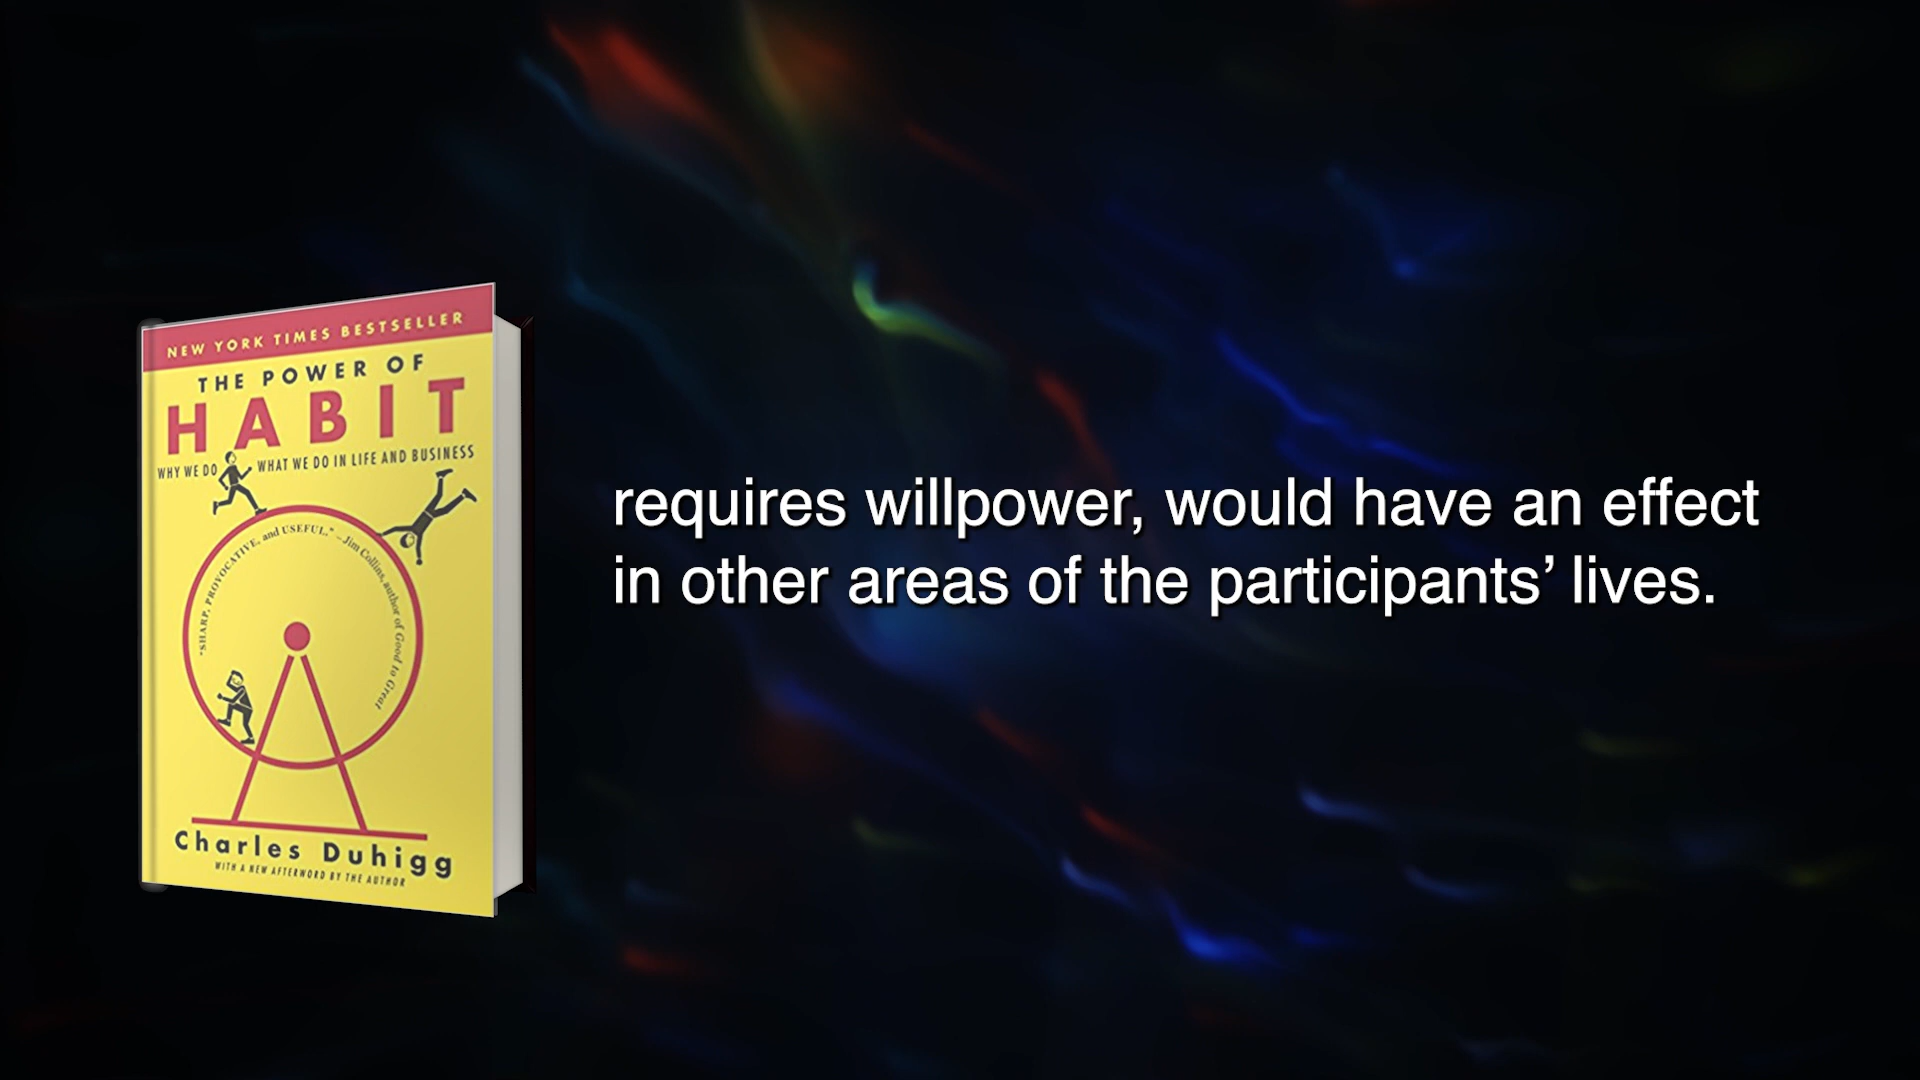 NEW YORK TIMES BESTSELLER
THE POWER OF
HABIT
WHY WE DO WHAT WE DO IN LIFE AND BUSINESS
"SHARP, PROVOCATIVE, and USEFUL." –Jim Collins, author of Good to Great
Charles Duhigg
WITH A NEW AFTERWORD BY THE AUTHOR
requires willpower, would have an effect
in other areas of the participants’ lives.